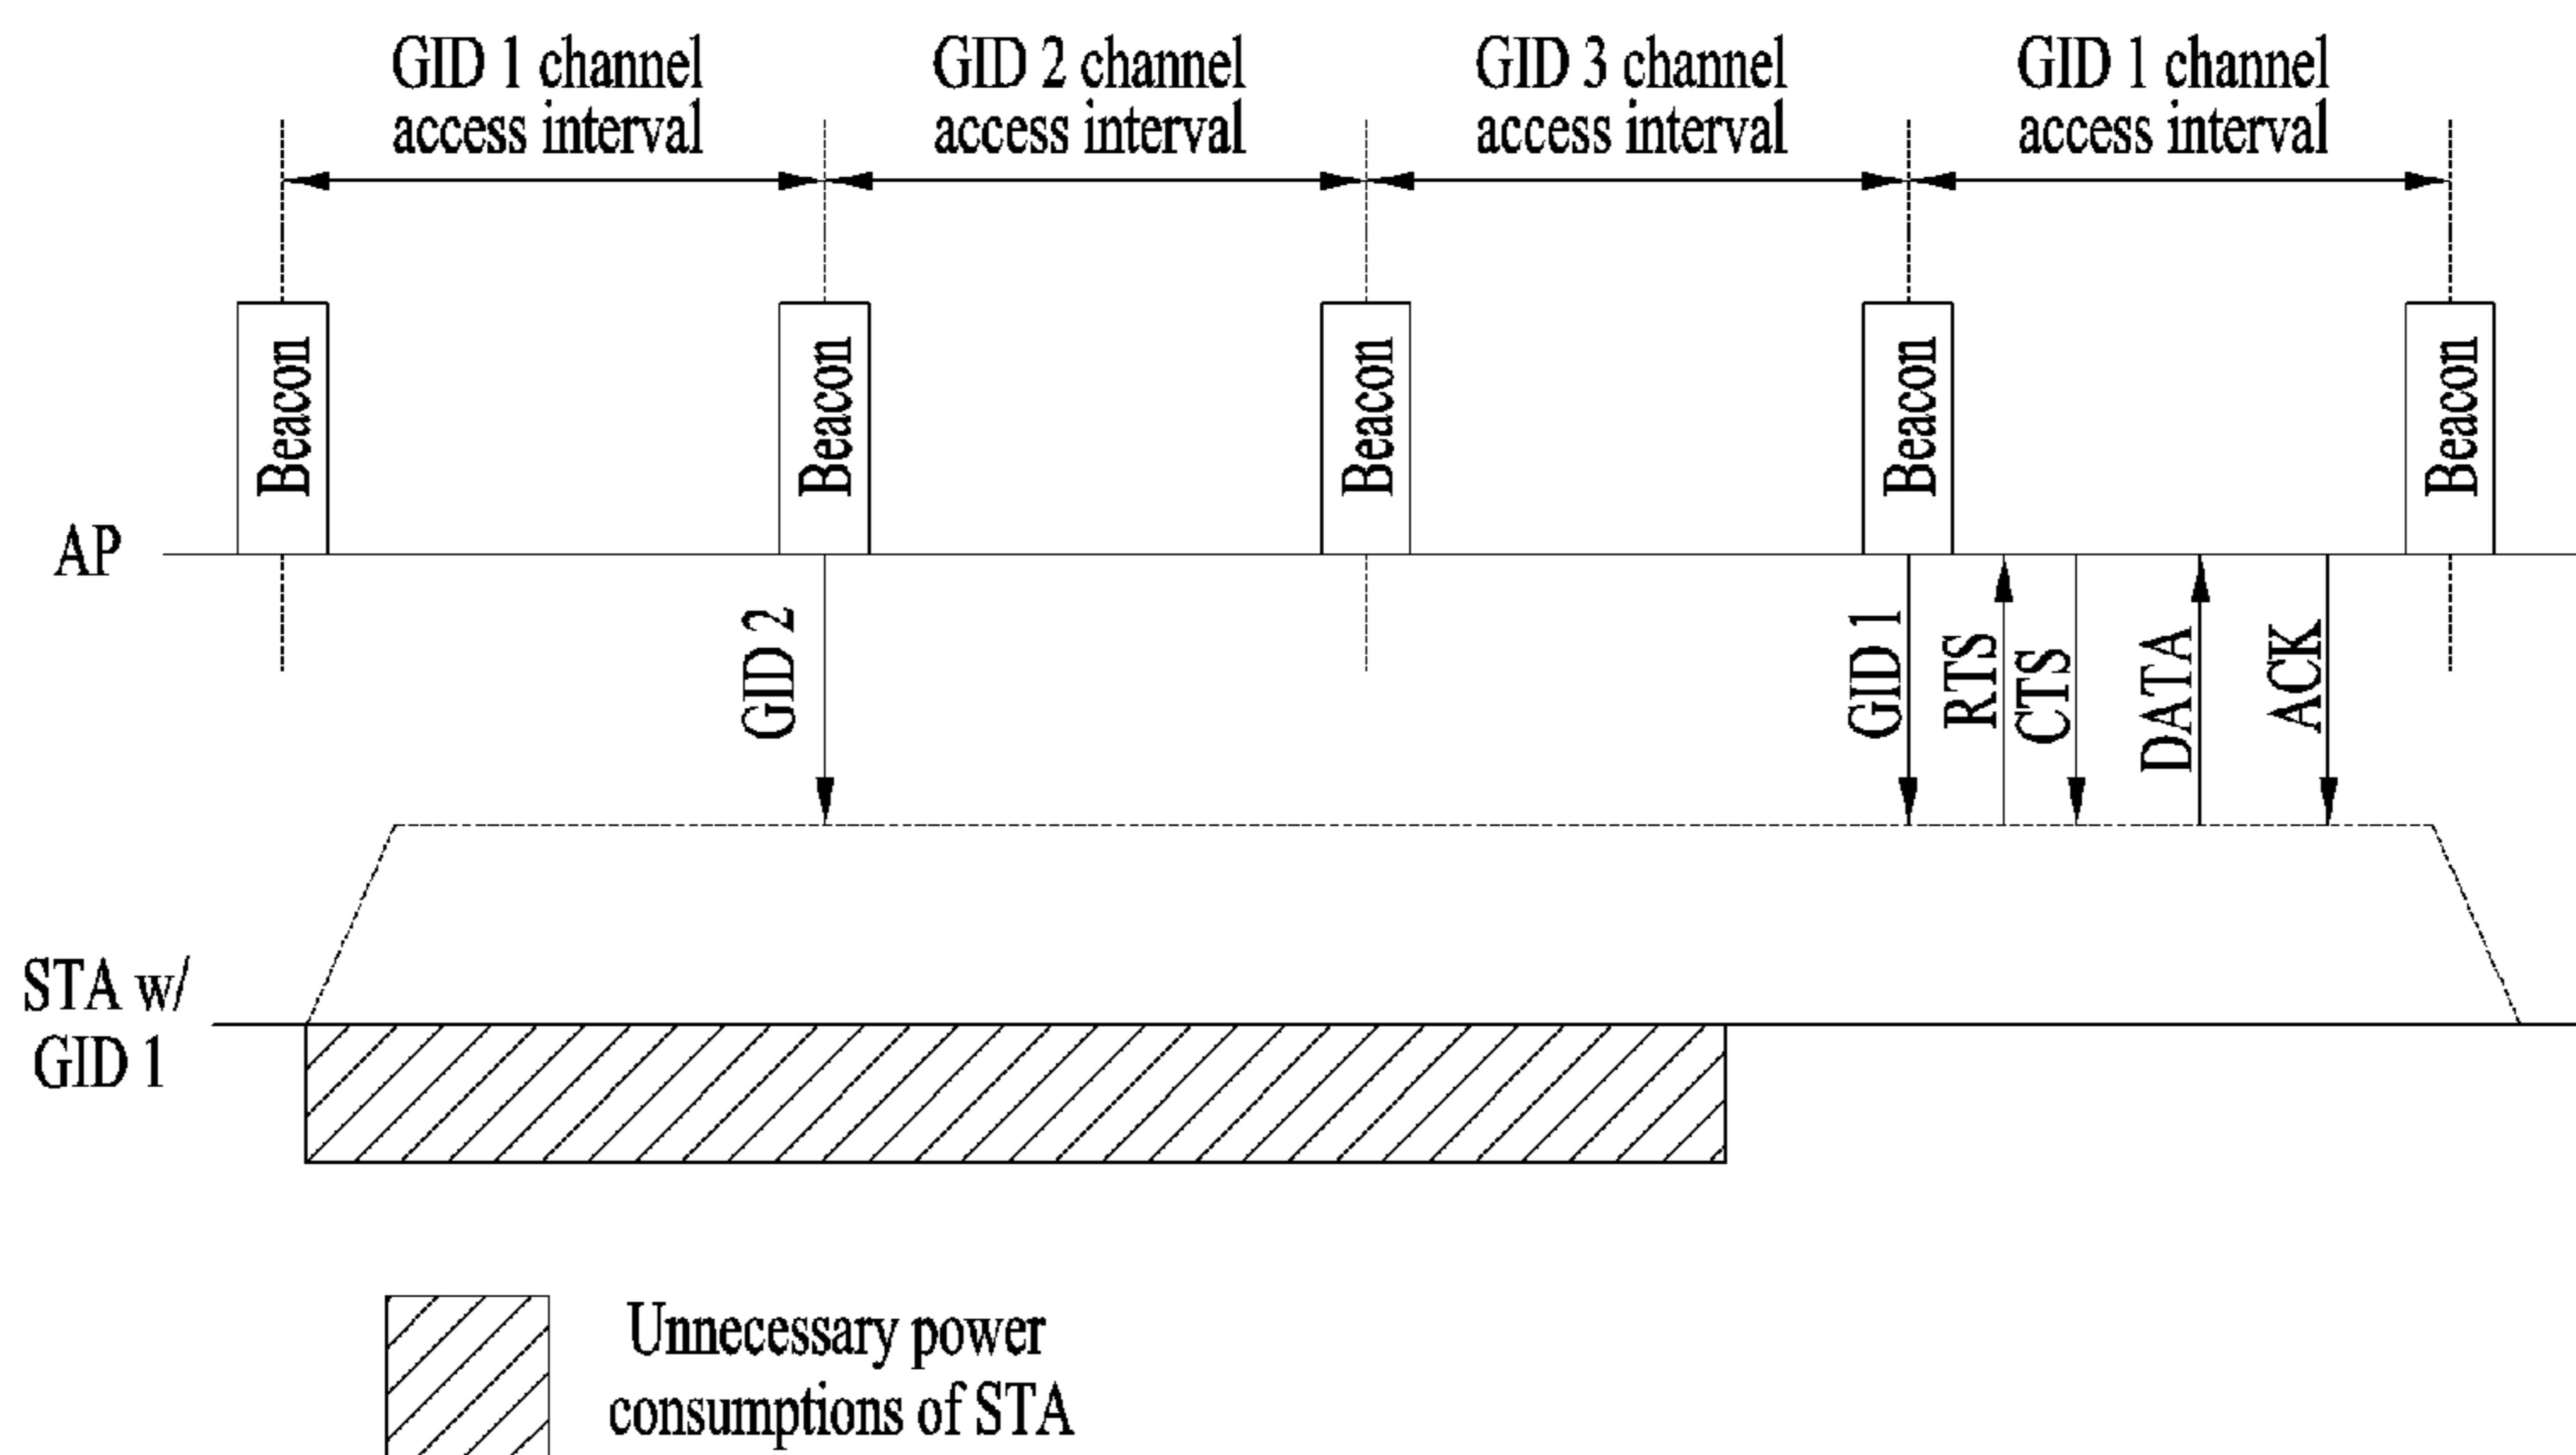 GID 1 channel
access interval
GID 2 channel
access interval
GID 3 channel
access interval
GID 1 channel
access interval
Beacon
Beacon
Beacon
Beacon
Beacon
AP
GID 2
GID 1
RTS
CTS
DATA
ACK
STA w/
GID 1
Unnecessary power
consumptions of STA